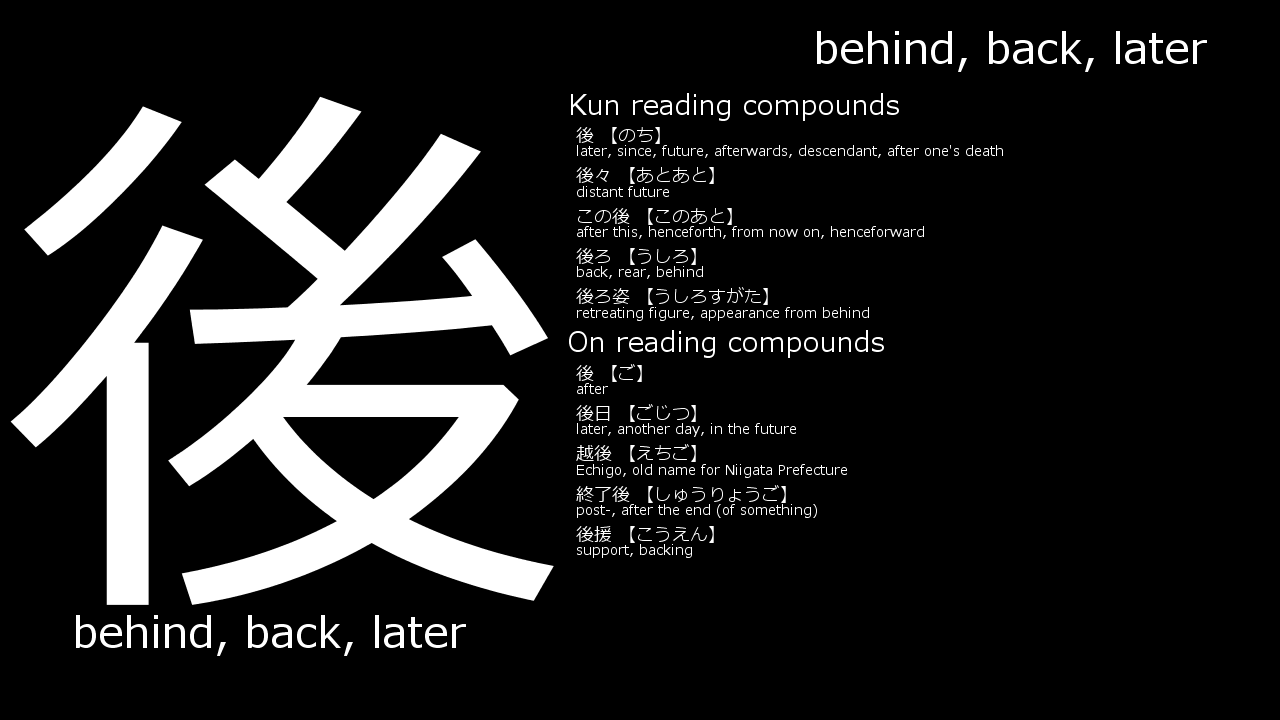 behind, back, later
後
behind, back, later
Kun reading compounds
後 【のち】
later, since, future, afterwards, descendant, after one's death
後々 【あとあと】
distant future
この後 【このあと】
after this, henceforth, from now on, henceforward
後ろ 【うしろ】
back, rear, behind
後ろ姿 【うしろすがた】
retreating figure, appearance from behind
On reading compounds
後 【ご】
after
後日 【ごじつ】
later, another day, in the future
越後 【えちご】
Echigo, old name for Niigata Prefecture
終了後 【しゅうりょうご】
post-, after the end (of something)
後援 【こうえん】
support, backing